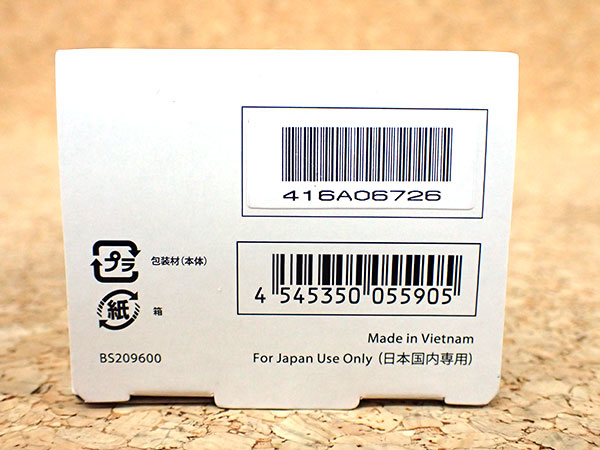 416A06726
プラ 包装材(本体)
4 545350 055905
紙 箱
Made in Vietnam
BS209600
For Japan Use Only (日本国内専用)